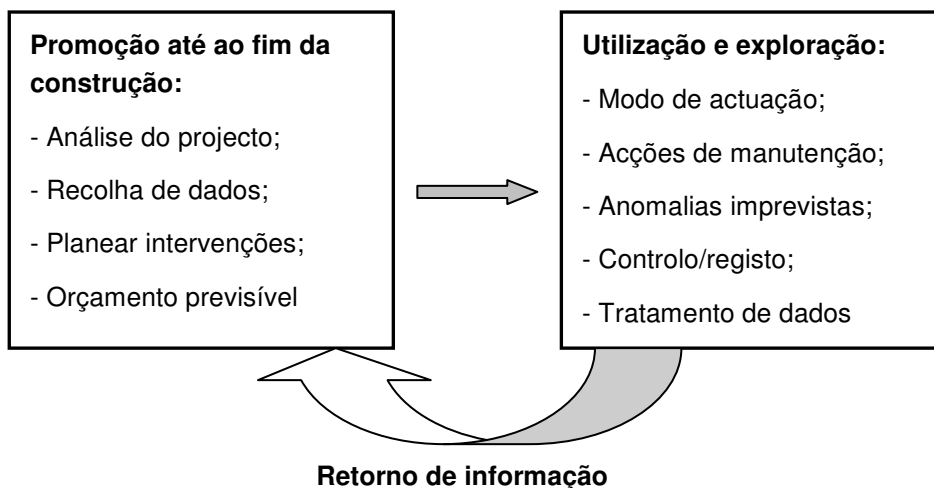 Promoção até ao fim da
construção:
- Análise do projecto;
- Recolha de dados;
- Planear intervenções;
- Orçamento previsível
Utilização e exploração:
- Modo de actuação;
- Acções de manutenção;
- Anomalias imprevistas;
- Controlo/registo;
- Tratamento de dados
Retorno de informação